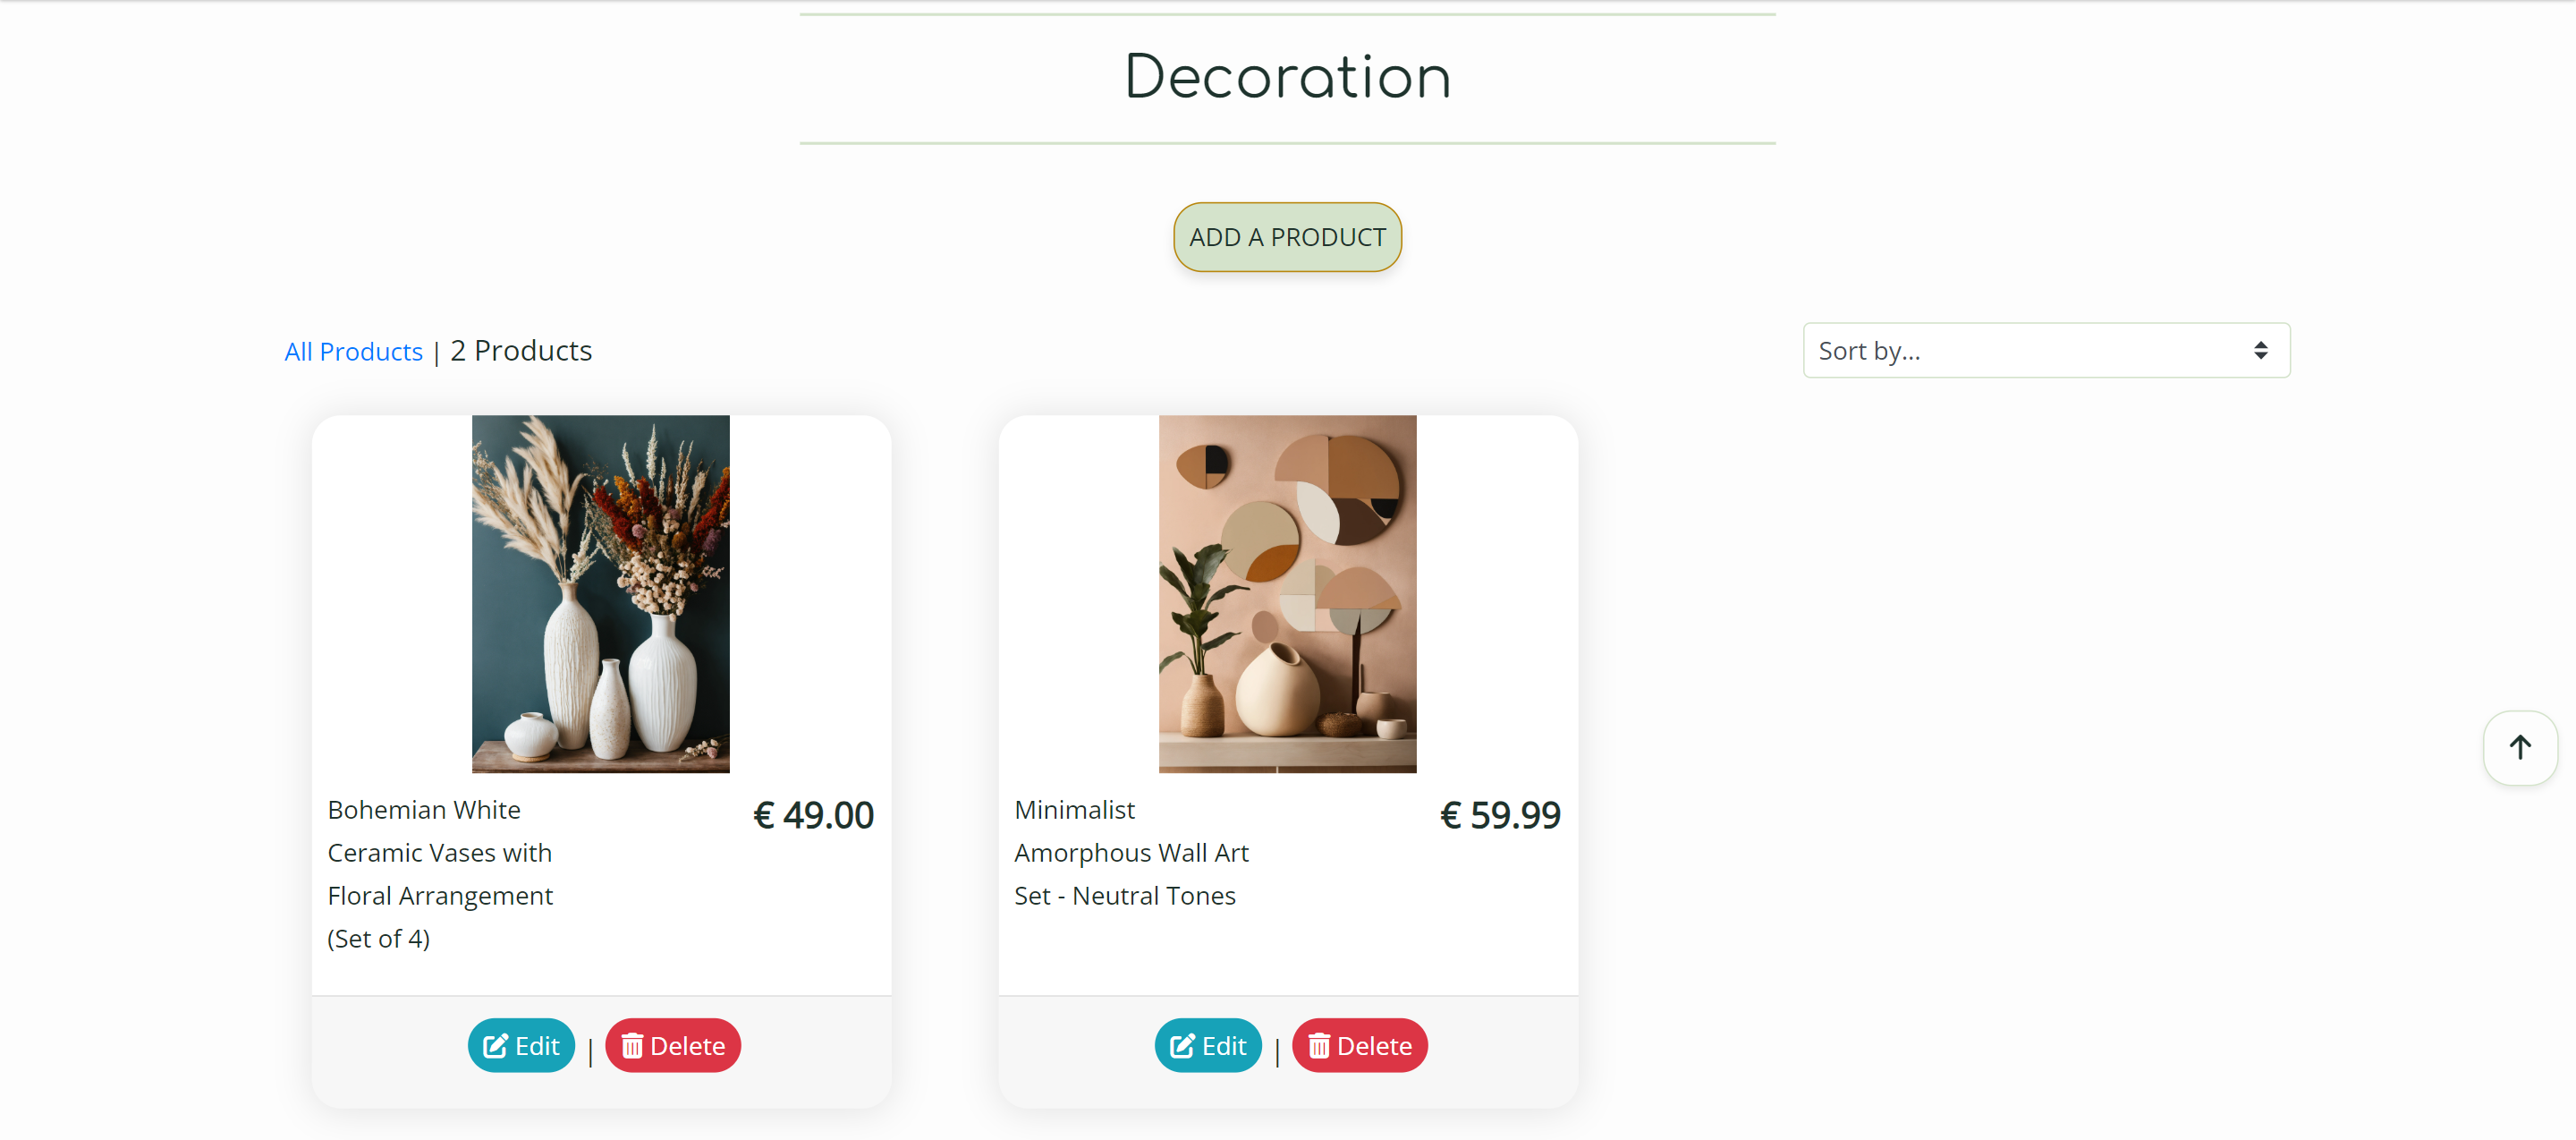 Decoration
ADD A PRODUCT
All Products | 2 Products
Sort by...
Bohemian White
Ceramic Vases with
Floral Arrangement
(Set of 4)
€ 49.00
Minimalist
Amorphous Wall Art
Set - Neutral Tones
€ 59.99
Edit | Delete
Edit | Delete